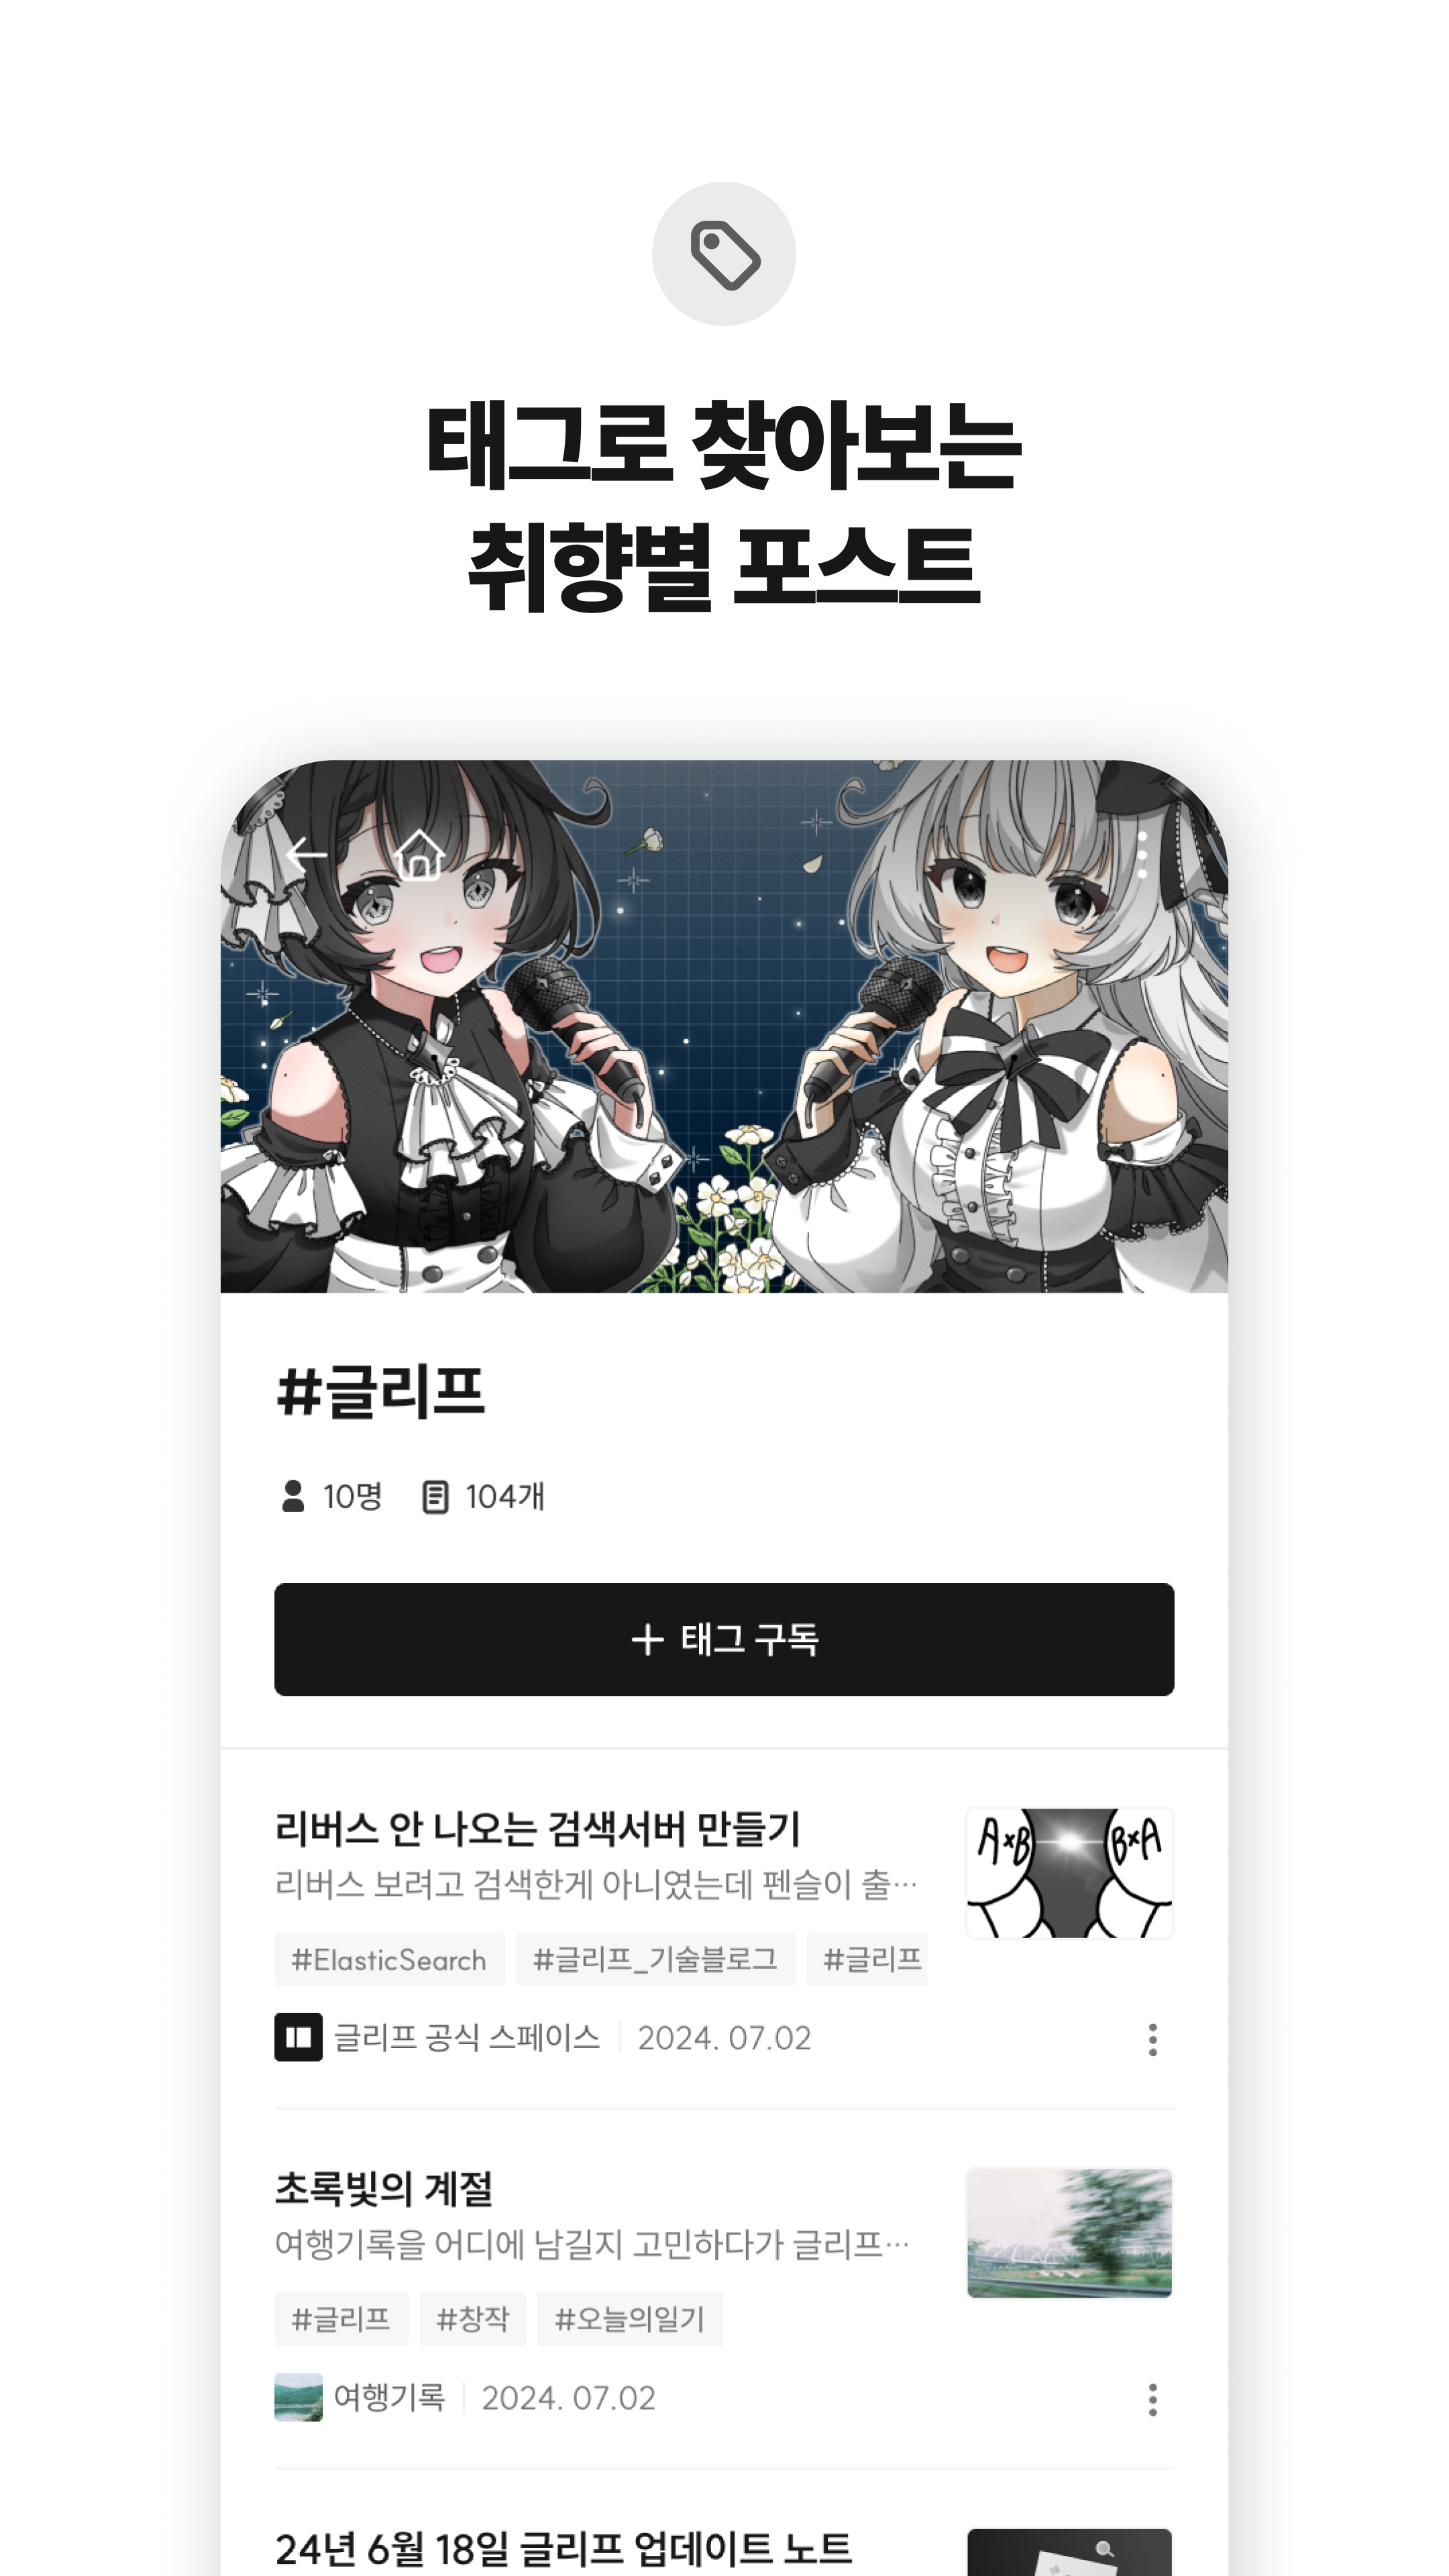 태그로 찾아보는
취향별 포스트
#글리프
10명 104개
+ 태그 구독
리버스 안 나오는 검색서버 만들기
리버스 보려고 검색한게 아니였는데 펜슬이 출…
A×B B×A
#ElasticSearch #글리프_기술블로그 #글리프
글리프 공식 스페이스 2024. 07.02
초록빛의 계절
여행기록을 어디에 남길지 고민하다가 글리프…
#글리프 #창작 #오늘의일기
여행기록 2024. 07.02
24년 6월 18일 글리프 업데이트 노트